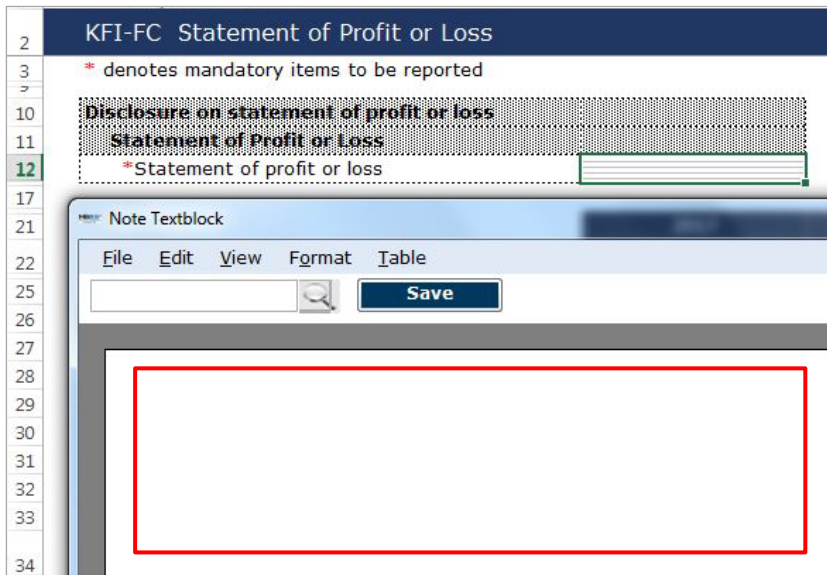 2 KFI-FC Statement of Profit or Loss
3 * denotes mandatory items to be reported
9
10 Disclosure on statement of profit or loss
11 Statement of Profit or Loss
12 *Statement of profit or loss
17
Note Textblock
21
22 File Edit View Format Table
25 Save
26
27
28
29
30
31
32
33
34